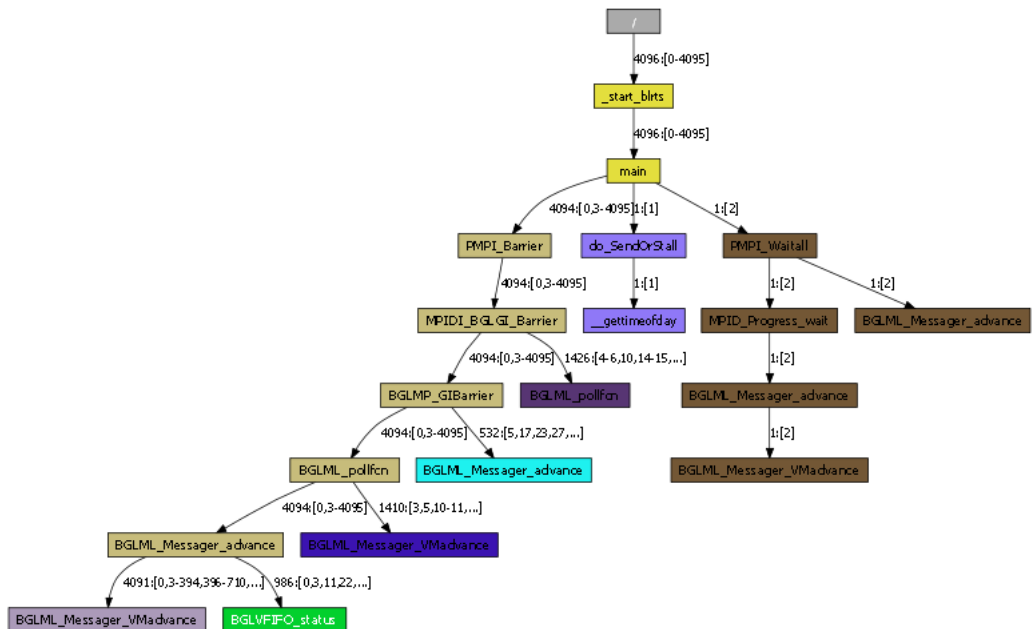 /
4096:[0-4095]
_start_blrts
4096:[0-4095]
main
4094:[0,3-4095]
1:[1]
1:[2]
PMPI_Barrier
do_SendOrStall
PMPI_Waitall
4094:[0,3-4095]
1:[1]
1:[2]
1:[2]
MPIDI_BGLGI_Barrier
__gettimeofday
MPID_Progress_wait
BGLML_Messager_advance
4094:[0,3-4095]
1426:[4-6,10,14-15,...]
1:[2]
BGLMP_GIBarrier
BGLML_pollfcn
BGLML_Messager_advance
4094:[0,3-4095]
532:[5,17,23,27,...]
1:[2]
BGLML_pollfcn
BGLML_Messager_advance
BGLML_Messager_VMadvance
4094:[0,3-4095]
1410:[3,5,10-11,...]
BGLML_Messager_advance
BGLML_Messager_VMadvance
4091:[0,3-394,396-710,...]
986:[0,3,11,22,...]
BGLML_Messager_VMadvance
BGLVFIFO_status